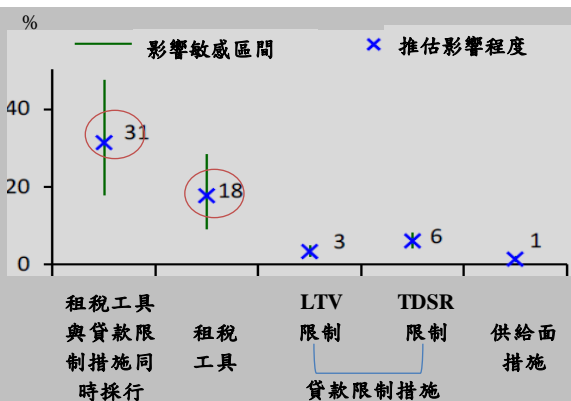 %
影響敏感區間
推估影響程度
40
31
20
18
3
6
1
0
租稅工具
與貸款限
制措施同
時採行
租稅
工具
LTV
限制
TDSR
限制
貸款限制措施
供給面
措施